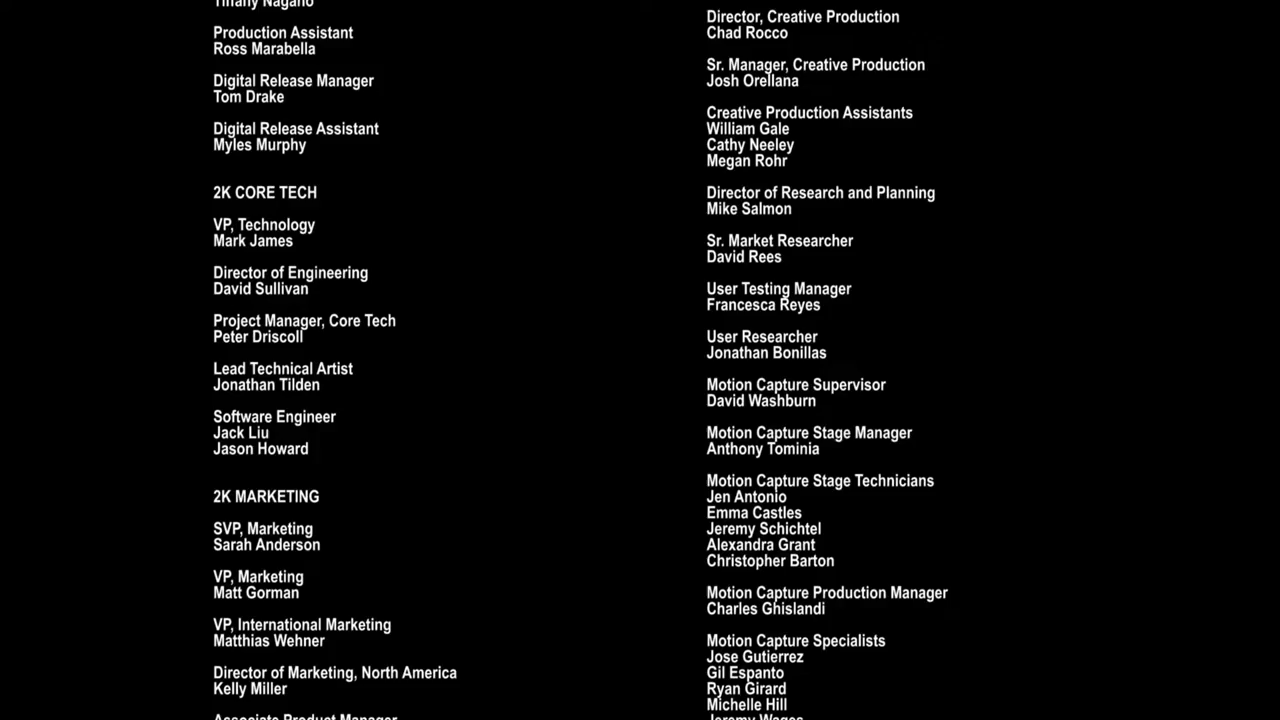 Tiffany Nagano
Production Assistant
Ross Marabella
Digital Release Manager
Tom Drake
Digital Release Assistant
Myles Murphy
2K CORE TECH
VP, Technology
Mark James
Director of Engineering
David Sullivan
Project Manager, Core Tech
Peter Driscoll
Lead Technical Artist
Jonathan Tilden
Software Engineer
Jack Liu
Jason Howard
2K MARKETING
SVP, Marketing
Sarah Anderson
VP, Marketing
Matt Gorman
VP, International Marketing
Matthias Wehner
Director of Marketing, North America
Kelly Miller
Associate Product Manager
Director, Creative Production
Chad Rocco
Sr. Manager, Creative Production
Josh Orellana
Creative Production Assistants
William Gale
Cathy Neeley
Megan Rohr
Director of Research and Planning
Mike Salmon
Sr. Market Researcher
David Rees
User Testing Manager
Francesca Reyes
User Researcher
Jonathan Bonillas
Motion Capture Supervisor
David Washburn
Motion Capture Stage Manager
Anthony Tominia
Motion Capture Stage Technicians
Jen Antonio
Emma Castles
Jeremy Schichtel
Alexandra Grant
Christopher Barton
Motion Capture Production Manager
Charles Ghislandi
Motion Capture Specialists
Jose Gutierrez
Gil Espanto
Ryan Girard
Michelle Hill
Jeremy Wages